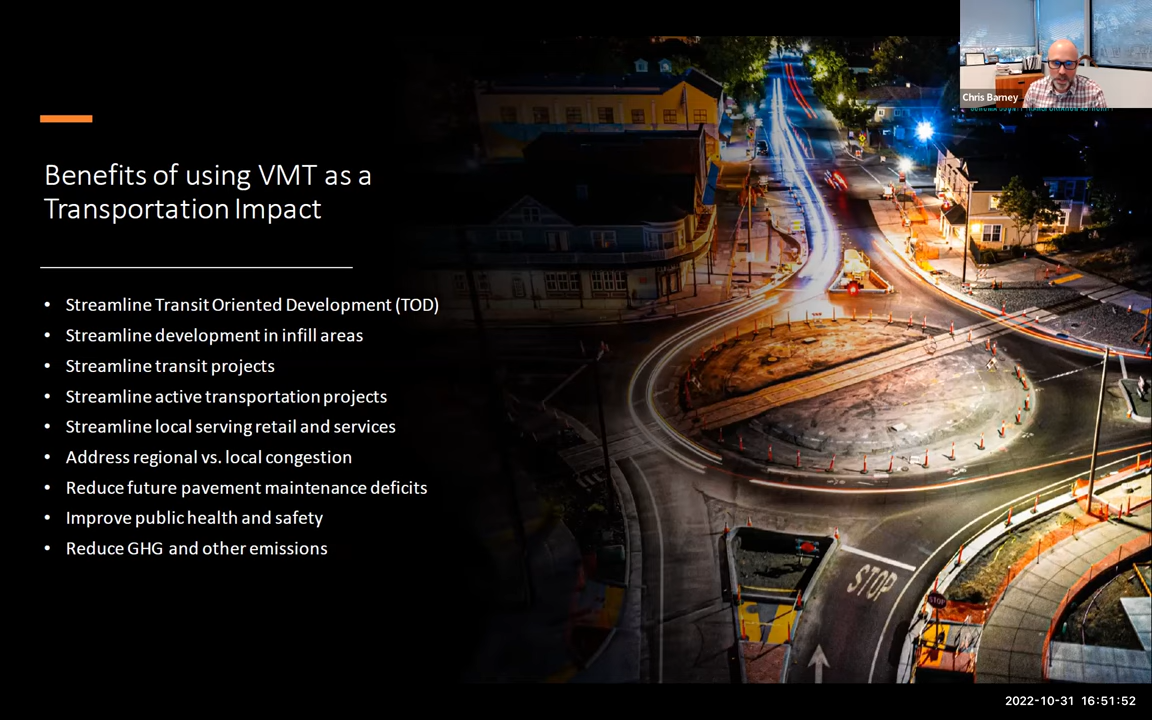 Chris Barney
Benefits of using VMT as a
Transportation Impact
• Streamline Transit Oriented Development (TOD)
• Streamline development in infill areas
• Streamline transit projects
• Streamline active transportation projects
• Streamline local serving retail and services
• Address regional vs. local congestion
• Reduce future pavement maintenance deficits
• Improve public health and safety
• Reduce GHG and other emissions
STOP
STOP
2022-10-31 16:51:52